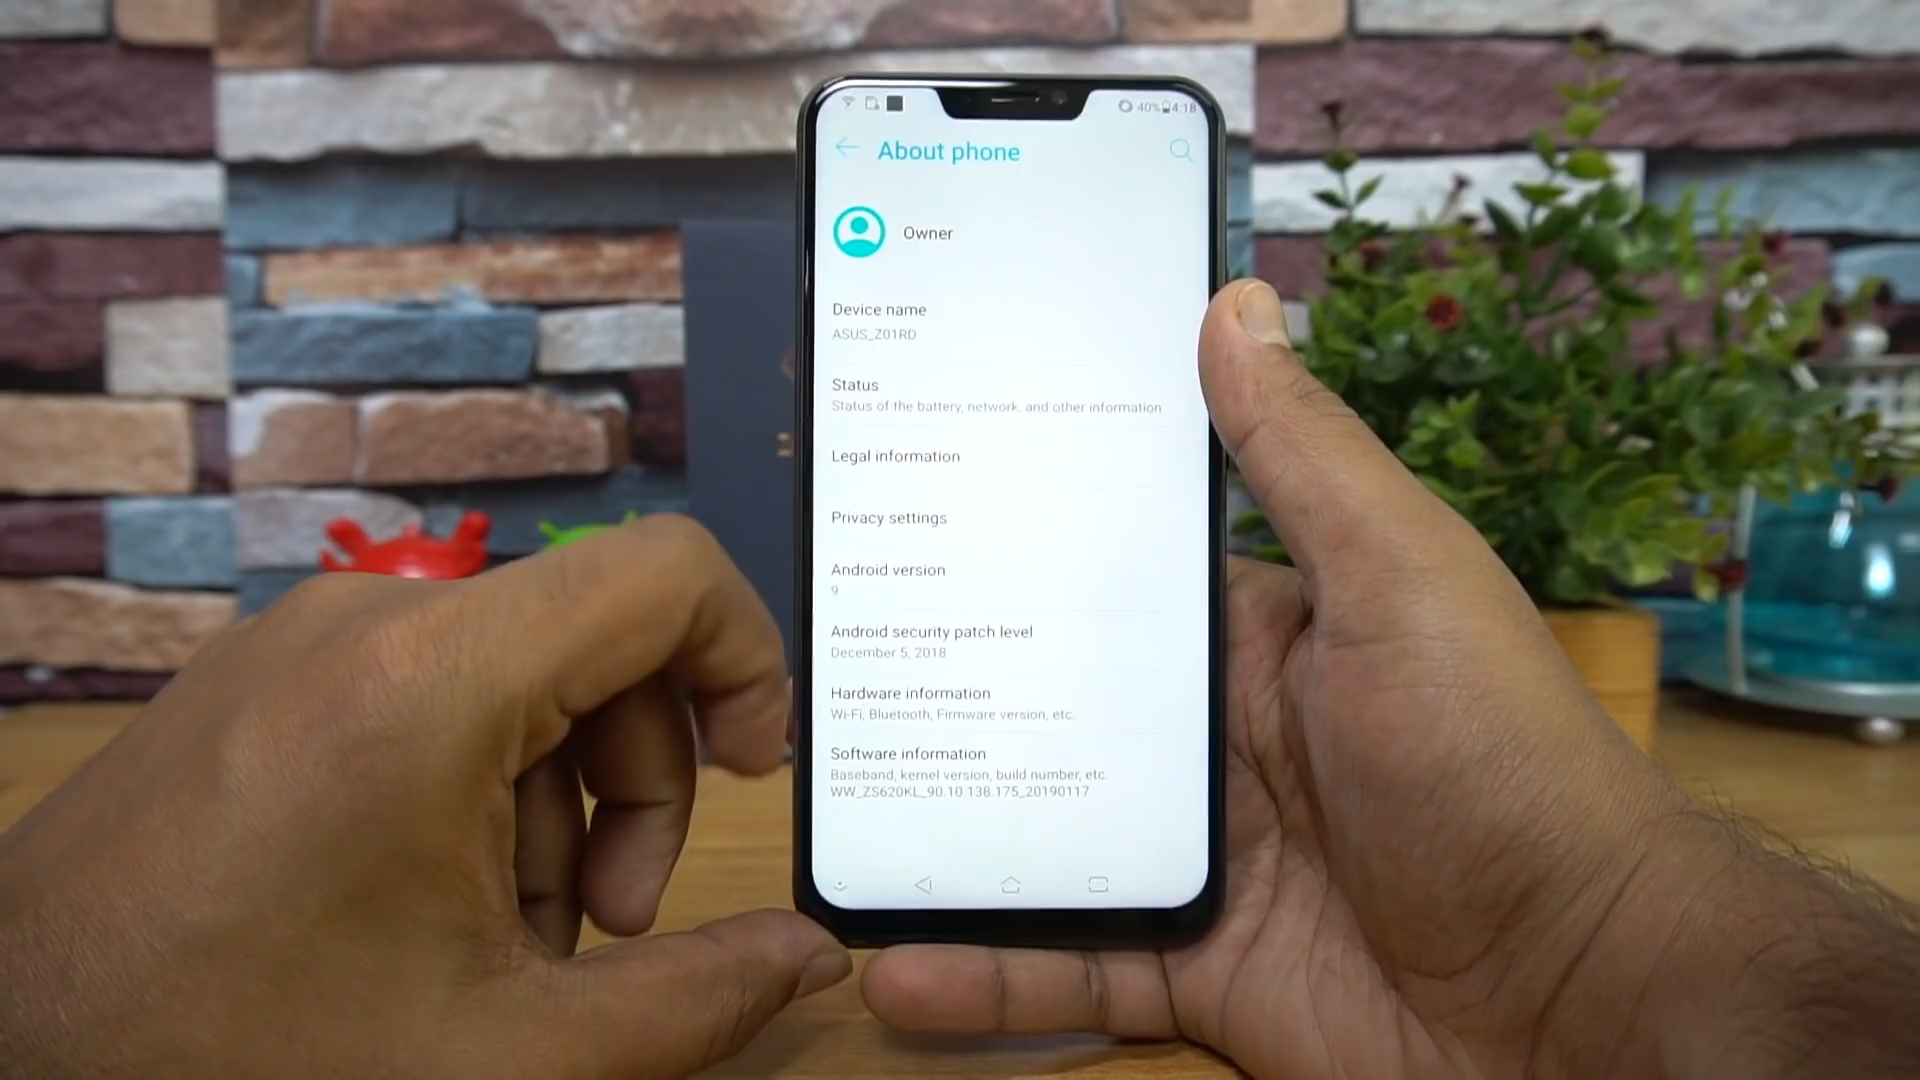 40% 4:18
About phone
Owner
Device name
ASUS_Z01RD
Status
Status of the battery, network, and other information
Legal information
Privacy settings
Android version
9
Android security patch level
December 5, 2018
Hardware information
Wi-Fi, Bluetooth, Firmware version, etc.
Software information
Baseband, kernel version, build number, etc.
WW_ZS620KL_90.10.138.175_20190117